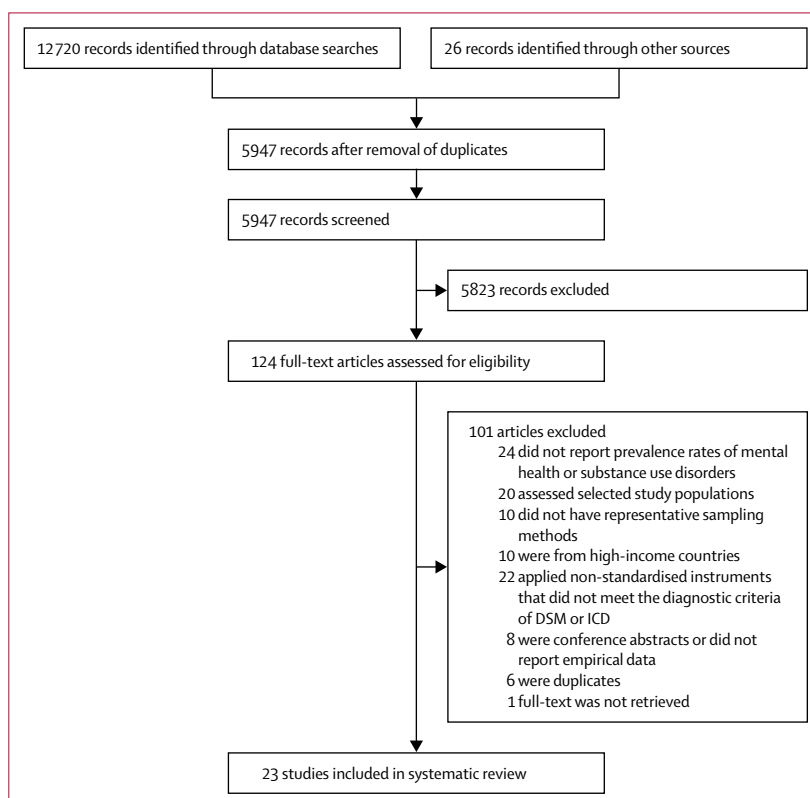 12 720 records identified through database searches
26 records identified through other sources
5947 records after removal of duplicates
5947 records screened
5823 records excluded
124 full-text articles assessed for eligibility
101 articles excluded
24 did not report prevalence rates of mental
health or substance use disorders
20 assessed selected study populations
10 did not have representative sampling
methods
10 were from high-income countries
22 applied non-standardised instruments
that did not meet the diagnostic criteria
of DSM or ICD
8 were conference abstracts or did not
report empirical data
6 were duplicates
1 full-text was not retrieved
23 studies included in systematic review